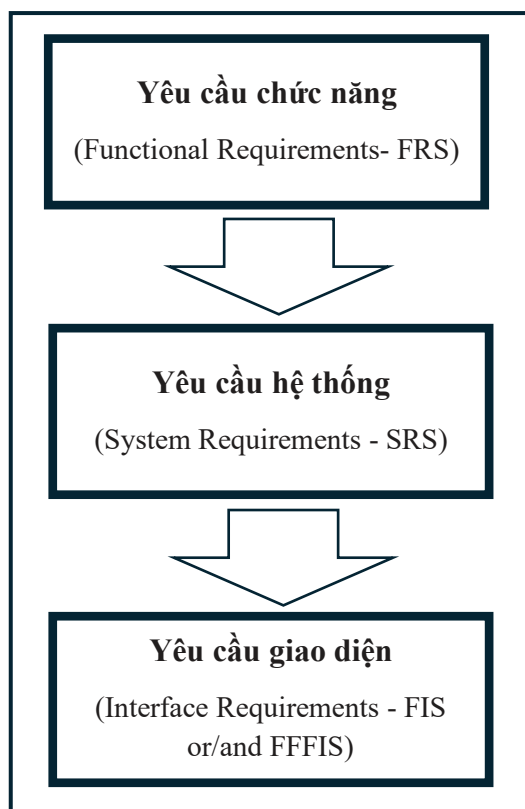 Yêu cầu chức năng
(Functional Requirements- FRS)
Yêu cầu hệ thống
(System Requirements - SRS)
Yêu cầu giao diện
(Interface Requirements - FIS
or/and FFFIS)